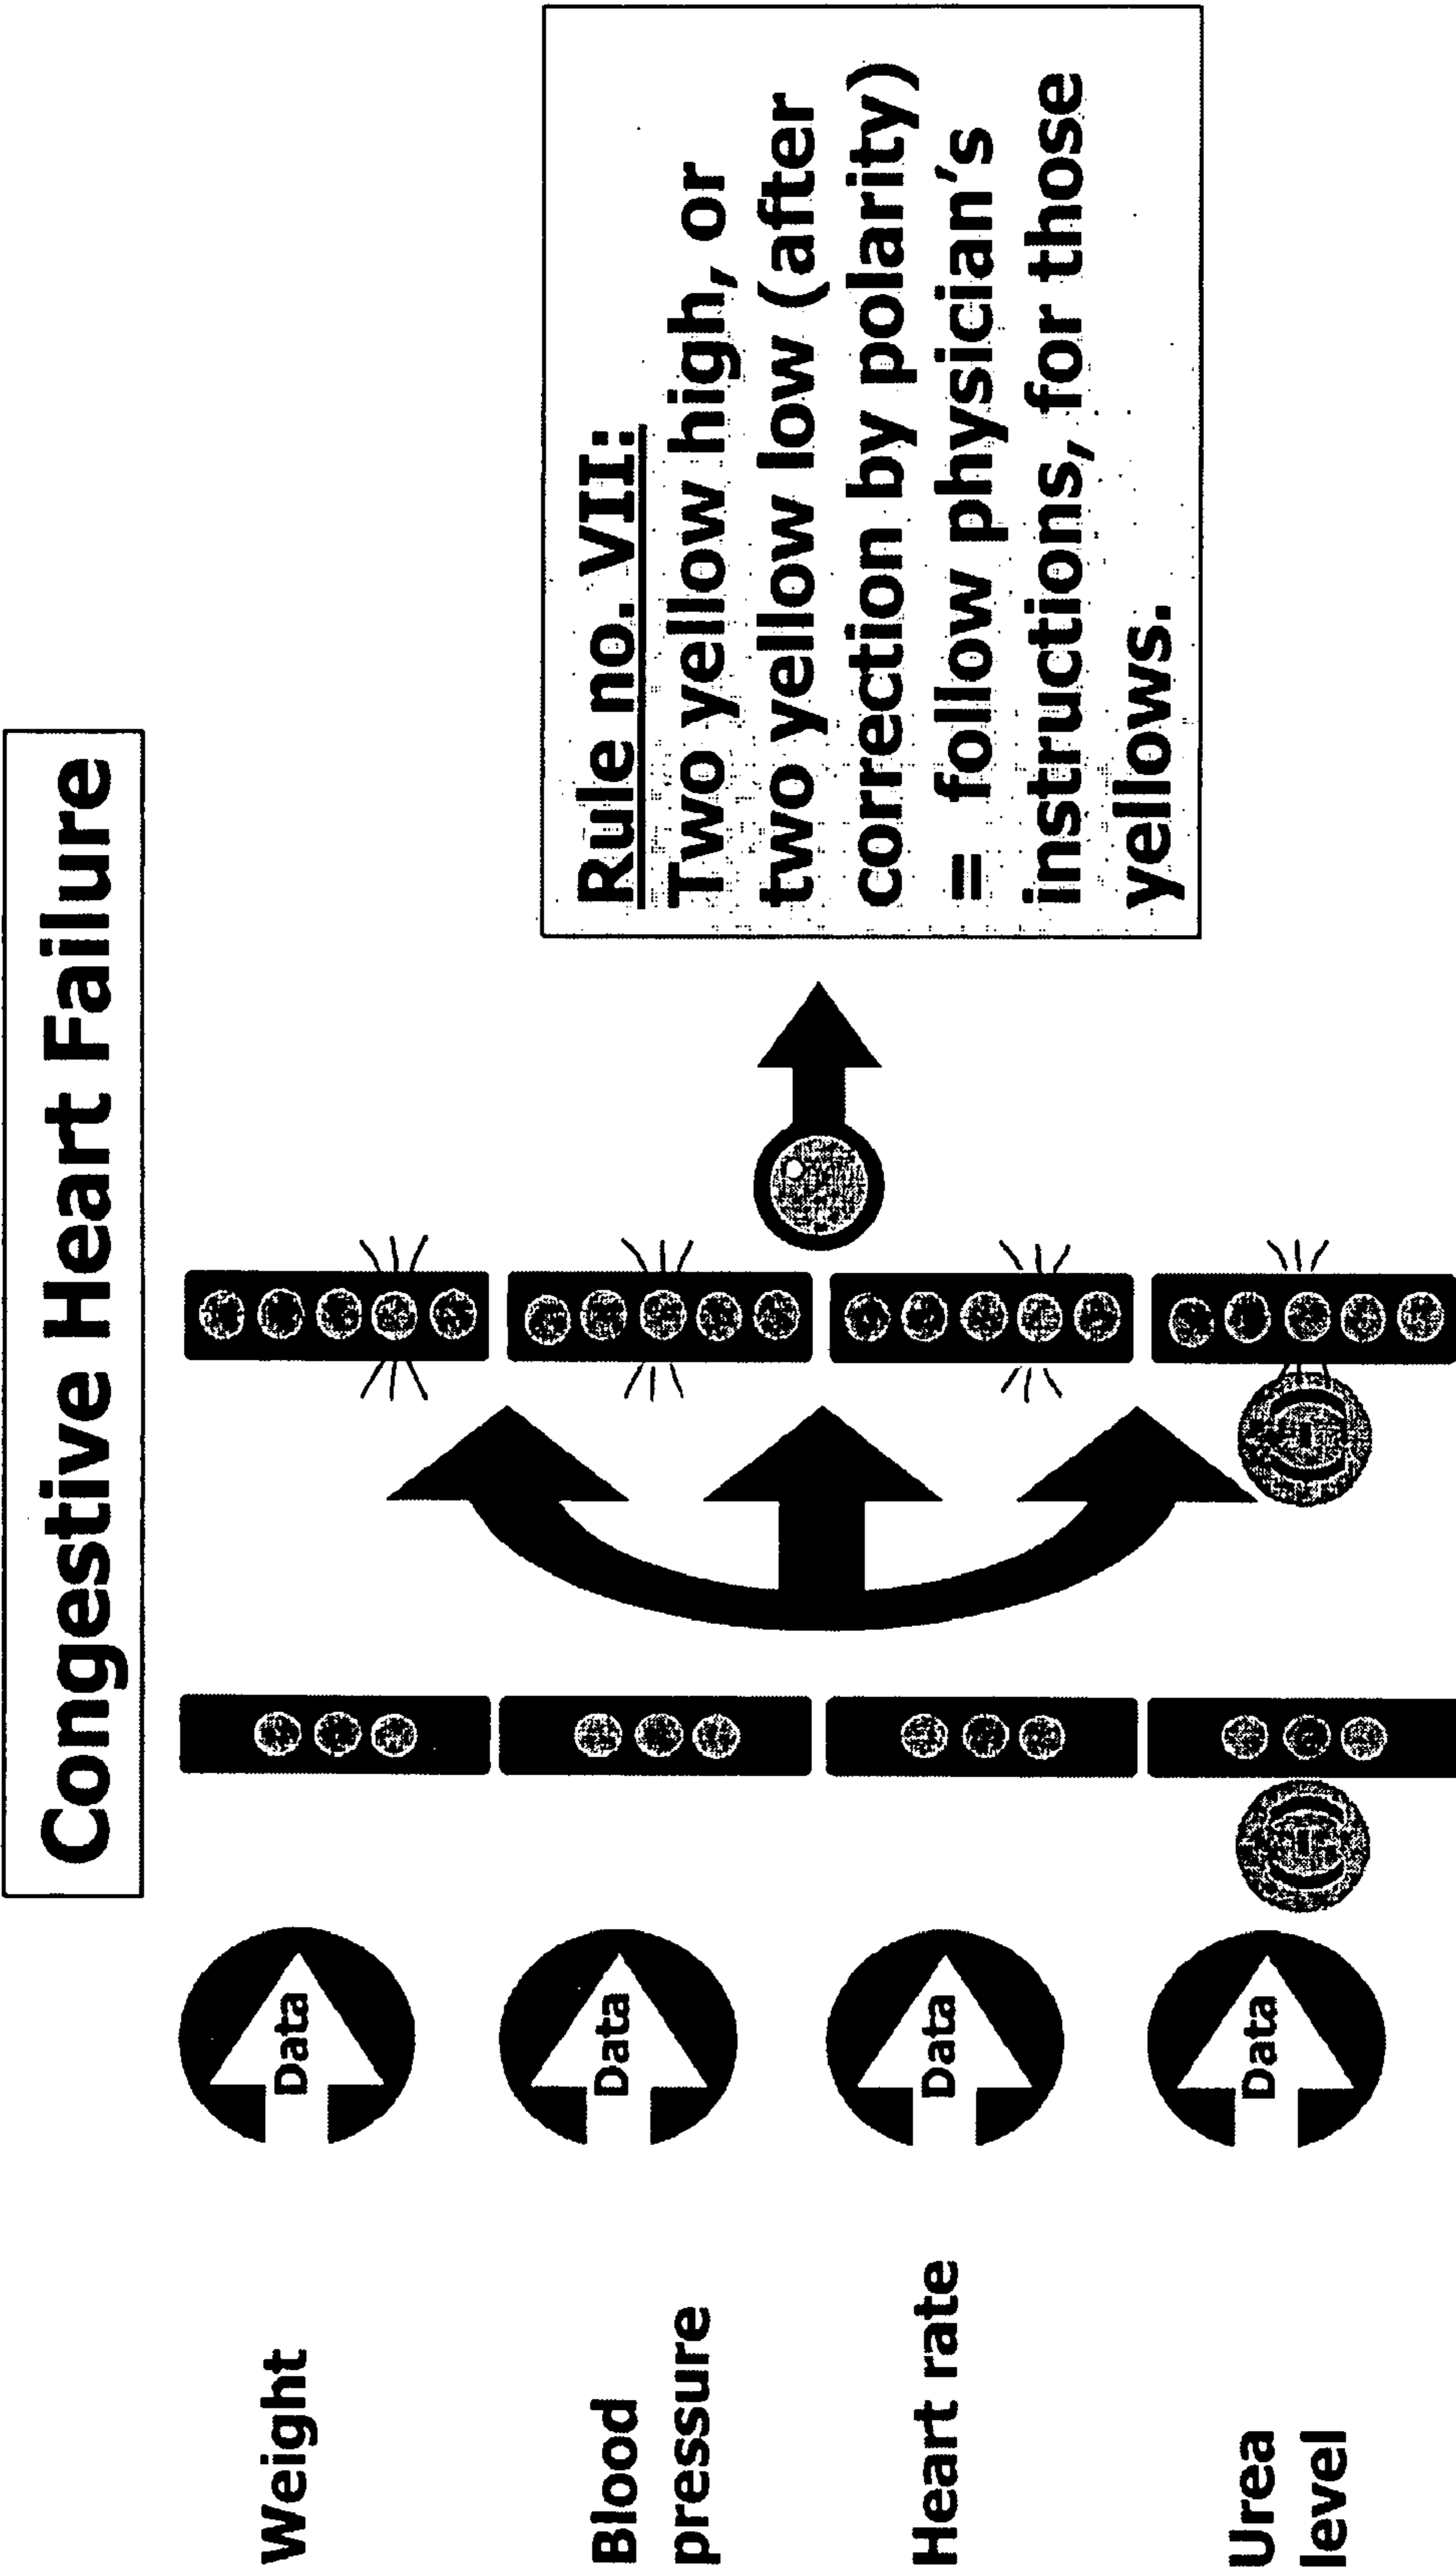 Congestive Heart Failure
Weight
Data
Blood
pressure
Data
Heart rate
Data
Urea
level
Data
Rule no. VII:
Two yellow high, or
two yellow low (after
correction by polarity)
= follow physician's
instructions, for those
yellows.